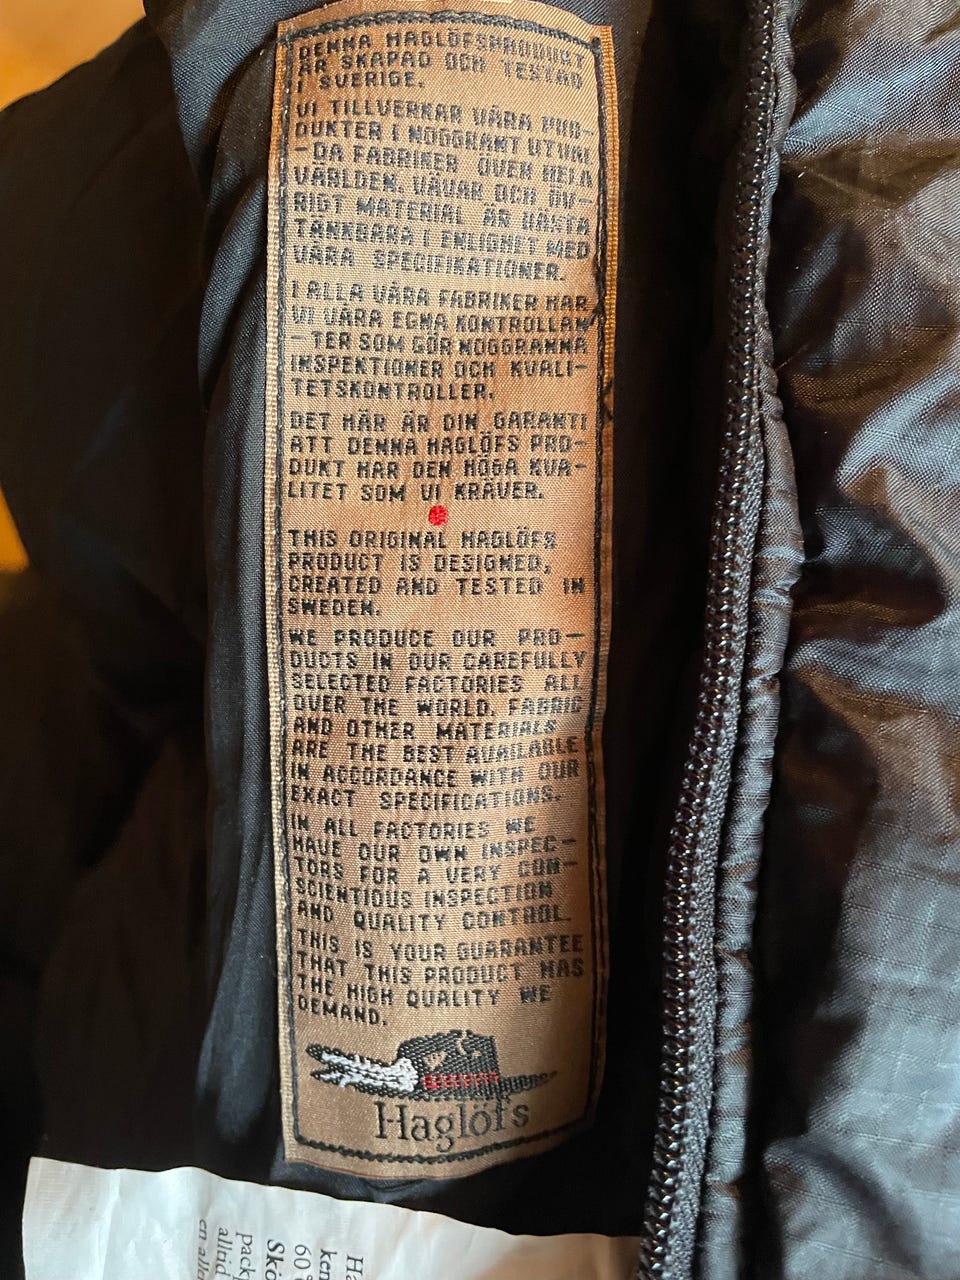 DENNA HAGLÖFSPRODUKT
ÄR SKAPAD OCH TESTAD
I SVERIGE.
VI TILLVERKAR VÅRA PRO-
DUKTER I NOGGRANT UTVAL
-DA FABRIKER ÖVER HELA
VÄRLDEN. VÄVAR OCH ÖV-
RIGT MATERIAL ÄR BÄSTA
TÄNKBARA I ENLIGHET MED
VÅRA SPECIFIKATIONER.
I ALLA VÅRA FABRIKER HAR
VI VÅRA EGNA KONTROLLAN
-TER SOM GÖR NOGGRANNA
INSPEKTIONER OCH KVALI-
TETSKONTROLLER.
DET HÄR ÄR DIN GARANTI
ATT DENNA HAGLÖFS PRO-
DUKT HAR DEN HÖGA KVA-
LITET SOM VI KRÄVER.
THIS ORIGINAL HAGLÖFS
PRODUCT IS DESIGNED,
CREATED AND TESTED IN
SWEDEN.
WE PRODUCE OUR PRO-
DUCTS IN OUR CAREFULLY
SELECTED FACTORIES ALL
OVER THE WORLD. FABRIC
AND OTHER MATERIALS
ARE THE BEST AVAILABLE
IN ACCORDANCE WITH OUR
EXACT SPECIFICATIONS.
IN ALL FACTORIES WE
HAVE OUR OWN INSPEC-
TORS FOR A VERY CON-
SCIENTIOUS INSPECTION
AND QUALITY CONTROL.
THIS IS YOUR GUARANTEE
THAT THIS PRODUCT HAS
THE HIGH QUALITY WE
DEMAND.
Haglöfs
60
alltid